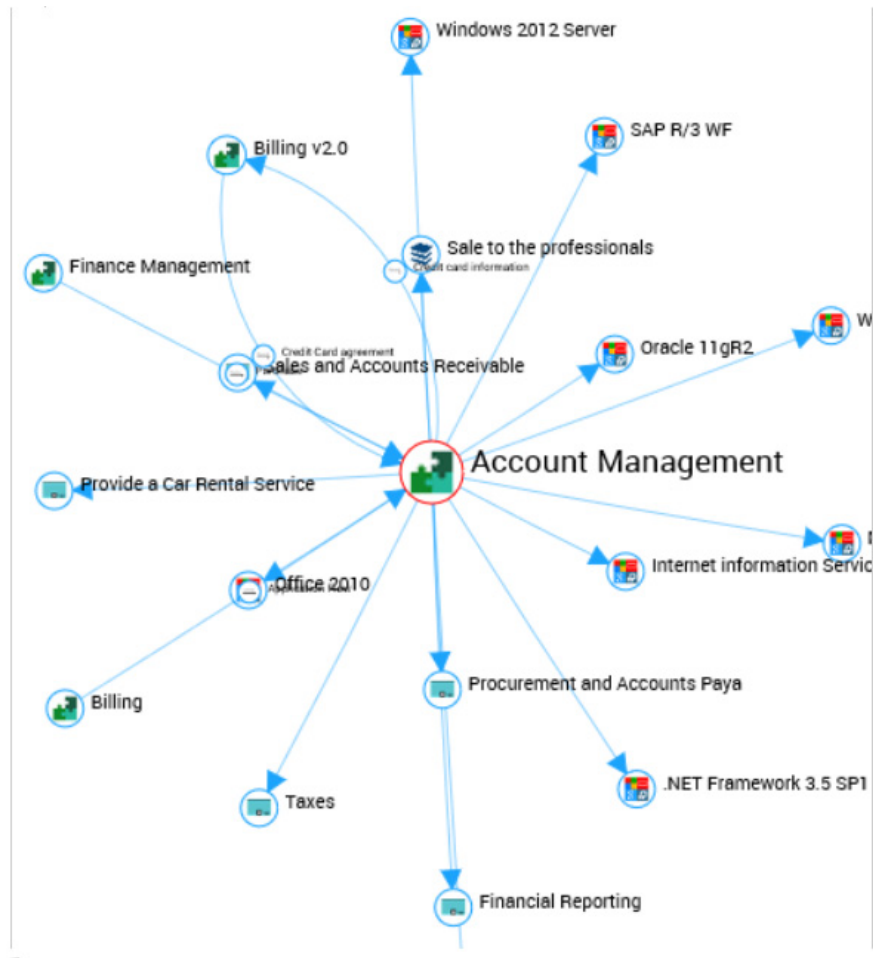 Windows 2012 Server
SAP R/3 WF
Billing v2.0
Sale to the professionals
Credit card information
Finance Management
W
Oracle 11gR2
Credit Card agreement
Sales and Accounts Receivable
Account Management
Provide a Car Rental Service
Internet information Servic
Office 2010
Procurement and Accounts Paya
Billing
.NET Framework 3.5 SP1
Taxes
Financial Reporting